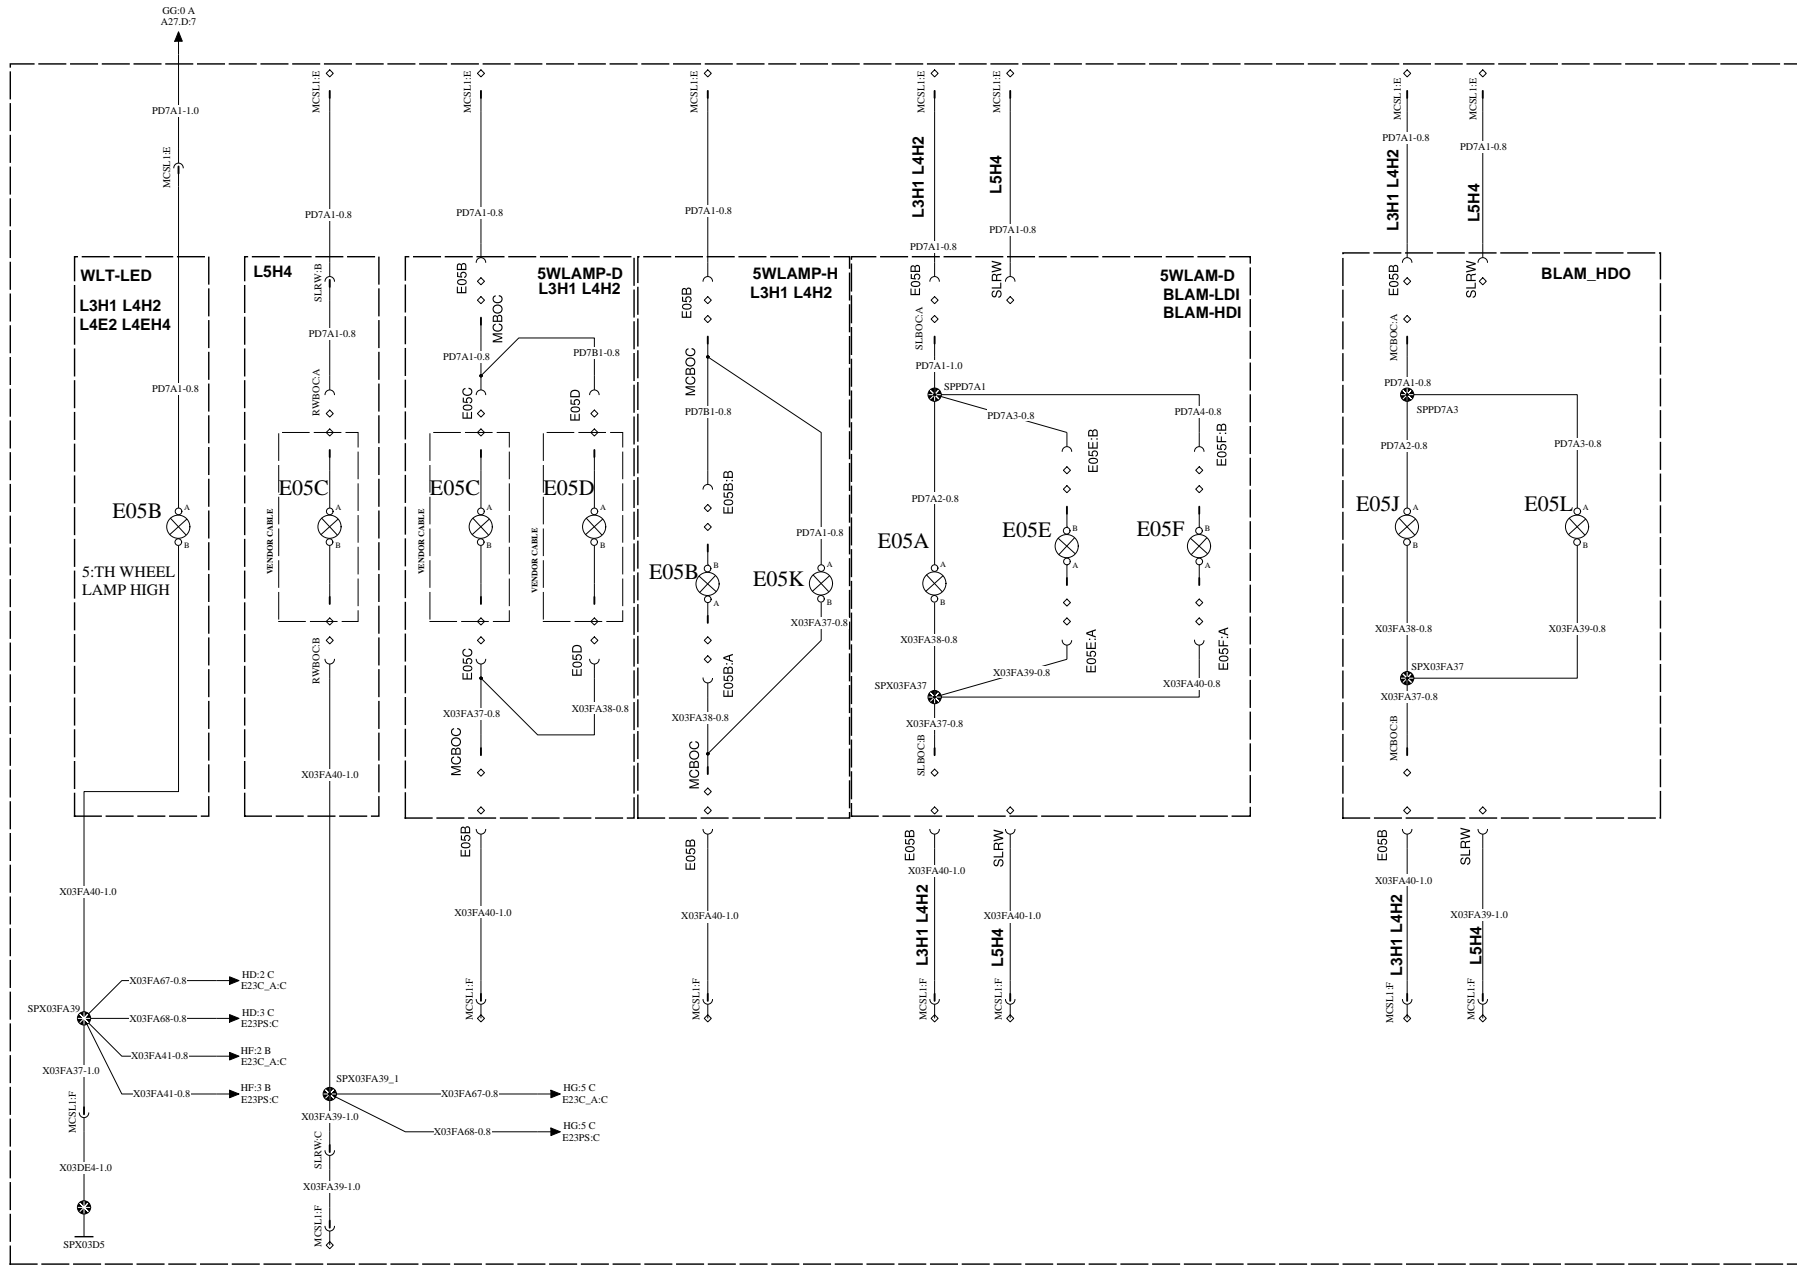 GG:0 A
A27.D:7
PD7A1-1.0
MCSL1:E
PD7A1-0.8
WLT-LED
L3H1 L4H2
L4E2 L4EH4
E05B
A
B
5:TH WHEEL
LAMP HIGH
X03FA40-1.0
SPX03FA39
X03FA67-0.8
HD:2 C
E23C_A:C
X03FA68-0.8
HD:3 C
E23PS:C
X03FA41-0.8
HF:2 B
E23C_A:C
X03FA41-0.8
HF:3 B
E23PS:C
X03FA37-1.0
MCSL1:F
X03DE4-1.0
SPX03D5
MCSL1:E
PD7A1-0.8
L5H4
SLRW:B
PD7A1-0.8
RWBOC:A
E05C
A
B
VENDOR CABLE
RWBOC:B
X03FA40-1.0
SPX03FA39_1
X03FA67-0.8
HG:5 C
E23C_A:C
X03FA68-0.8
HG:5 C
E23PS:C
X03FA39-1.0
SLRW:C
X03FA39-1.0
MCSL1:F
MCSL1:E
PD7A1-0.8
E05B
5WLAMP-D
L3H1 L4H2
MCBOC
PD7A1-0.8
PD7B1-0.8
E05C
E05D
E05C
A
B
VENDOR CABLE
E05D
A
B
VENDOR CABLE
E05C
E05D
X03FA37-0.8
X03FA38-0.8
MCBOC
E05B
X03FA40-1.0
MCSL1:F
MCSL1:E
PD7A1-0.8
5WLAMP-H
L3H1 L4H2
E05B
MCBOC
PD7B1-0.8
E05B:B
PD7A1-0.8
E05B
B
A
E05K
A
B
X03FA37-0.8
E05B:A
X03FA38-0.8
MCBOC
E05B
X03FA40-1.0
MCSL1:F
MCSL1:E
MCSL1:E
L3H1 L4H2
L5H4
PD7A1-0.8
PD7A1-0.8
E05B
SLRW
5WLAM-D
BLAM-LDI
BLAM-HDI
SLBOC:A
PD7A1-1.0
SPPD7A1
PD7A3-0.8
PD7A4-0.8
E05E:B
E05F:B
PD7A2-0.8
E05A
A
B
E05E
B
A
E05F
B
A
X03FA38-0.8
E05E:A
E05F:A
X03FA39-0.8
X03FA40-0.8
SPX03FA37
X03FA37-0.8
SLBOC:B
E05B
SLRW
X03FA40-1.0
X03FA40-1.0
L3H1 L4H2
L5H4
MCSL1:F
MCSL1:E
MCSL1:E
PD7A1-0.8
PD7A1-0.8
L3H1 L4H2
L5H4
E05B
SLRW
BLAM_HDO
MCBOC:A
PD7A1-0.8
SPPD7A3
PD7A2-0.8
PD7A3-0.8
E05J
A
B
E05L
A
B
X03FA38-0.8
X03FA39-0.8
SPX03FA37
X03FA37-0.8
MCBOC:B
E05B
SLRW
X03FA40-1.0
X03FA39-1.0
L3H1 L4H2
L5H4
MCSL1:F